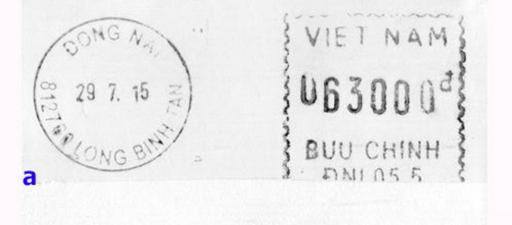 DONG NAI
29 7. 15
LONG BINH TAN
VIET NAM
063000đ
BUU CHINH
a